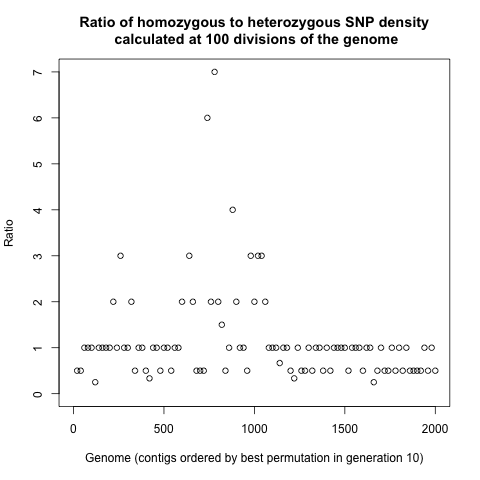 Ratio of homozygous to heterozygous SNP density
calculated at 100 divisions of the genome
Ratio
7
6
5
4
3
2
1
0
0 500 1000 1500 2000
Genome (contigs ordered by best permutation in generation 10)